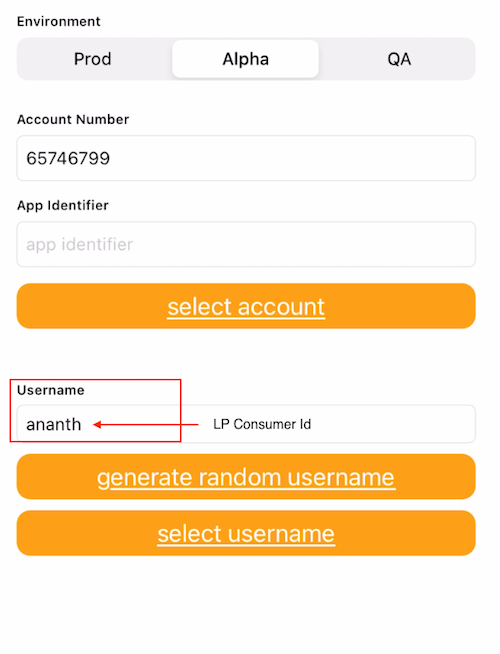 Environment
Prod Alpha QA
Account Number
65746799
App Identifier
app identifier
select account
Username
ananth LP Consumer Id
generate random username
select username